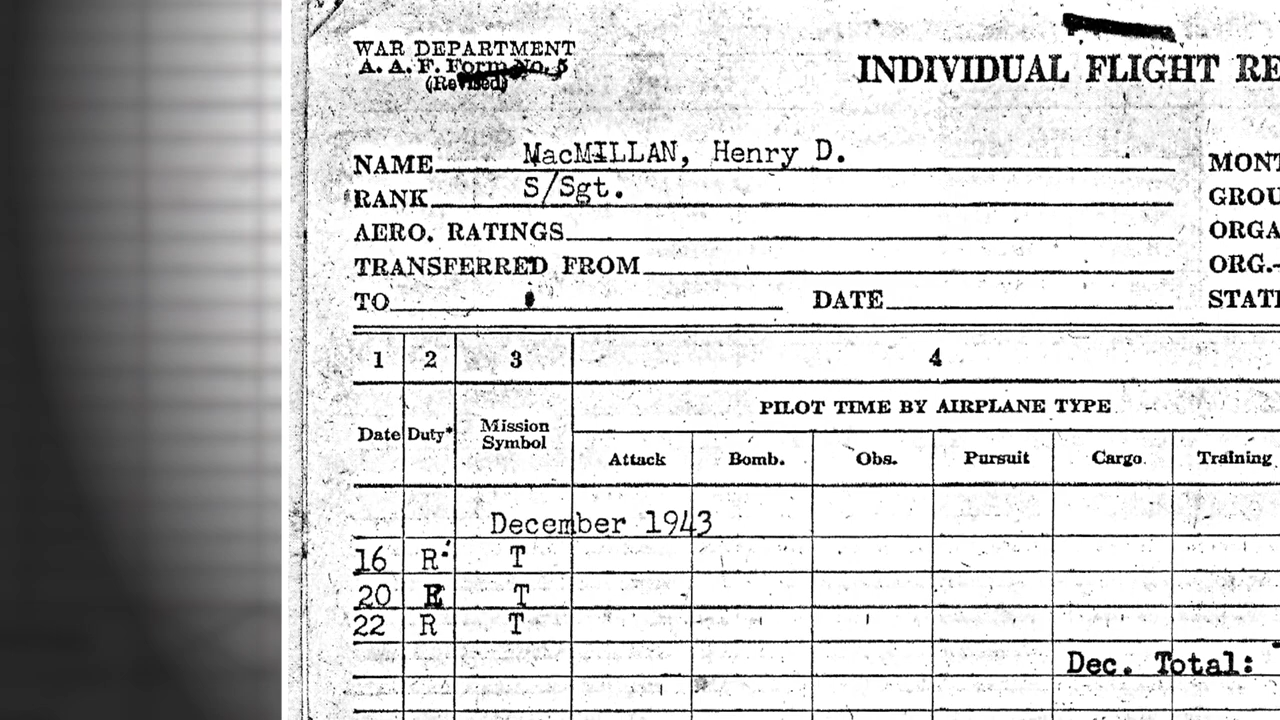 WAR DEPARTMENT
A. A. F. Form No. 5
(Revised)
INDIVIDUAL FLIGHT RE
NAME MacMILLAN, Henry D.
MONT
RANK S/Sgt.
GROU
AERO. RATINGS
ORGA
TRANSFERRED FROM
ORG.-
TO DATE
STATI
1 2 3 4
PILOT TIME BY AIRPLANE TYPE
Date Duty* Mission Symbol
Attack Bomb. Obs. Pursuit Cargo Training
December 1943
16 R T
20 E T
22 R T
Dec. Total: